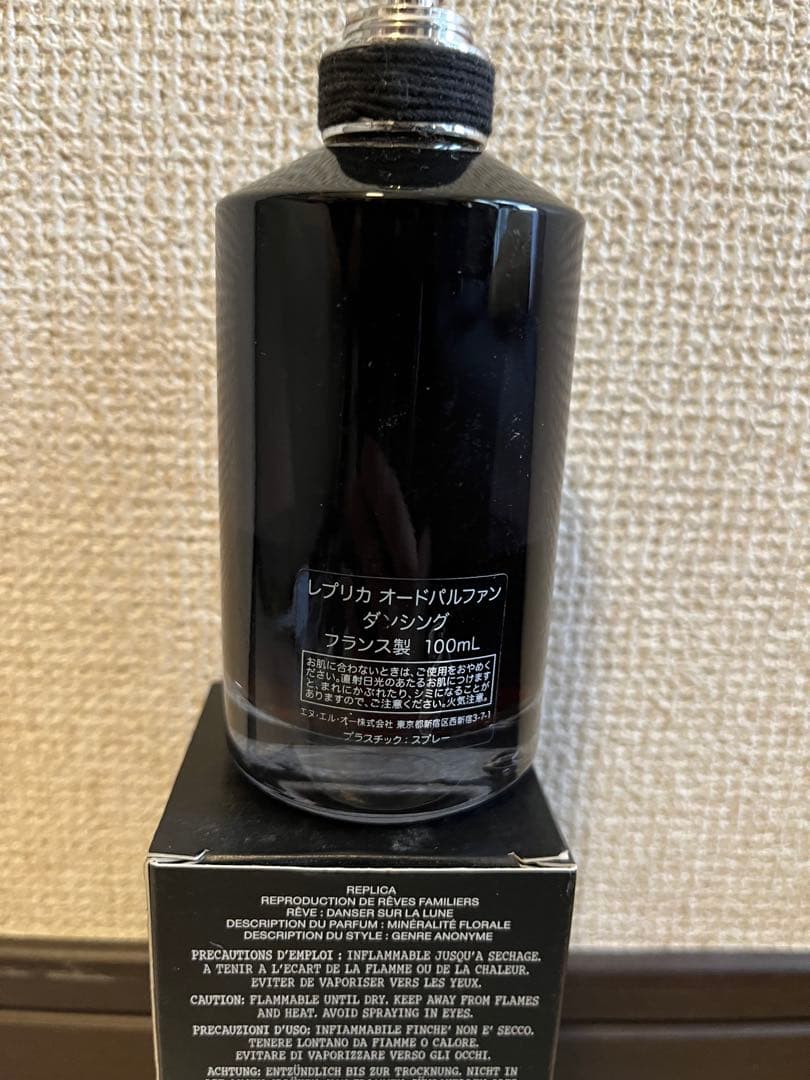 レプリカ オードパルファン
ダンシング
フランス製 100mL
お肌に合わないときは、ご使用をおやめく
ださい。直射日光のあたるお肌につけます
と、まれにかぶれたり、シミになることが
ありますので、ご注意ください。火気注意。
エヌ・エル・オー株式会社 東京都新宿区西新宿3-7-1
プラスチック：スプレー
REPLICA
REPRODUCTION DE RÊVES FAMILIERS
RÊVE : DANSER SUR LA LUNE
DESCRIPTION DU PARFUM : MINÉRALITÉ FLORALE
DESCRIPTION DU STYLE : GENRE ANONYME
PRECAUTIONS D'EMPLOI : INFLAMMABLE JUSQU'A SECHAGE.
A TENIR A L'ECART DE LA FLAMME OU DE LA CHALEUR.
EVITER DE VAPORISER VERS LES YEUX.
CAUTION: FLAMMABLE UNTIL DRY. KEEP AWAY FROM FLAMES
AND HEAT. AVOID SPRAYING IN EYES.
PRECAUZIONI D'USO: INFIAMMABILE FINCHE' NON E' SECCO.
TENERE LONTANO DA FIAMME O CALORE.
EVITARE DI VAPORIZZARE VERSO GLI OCCHI.
ACHTUNG: ENTZÜNDLICH BIS ZUR TROCKNUNG. NICHT IN